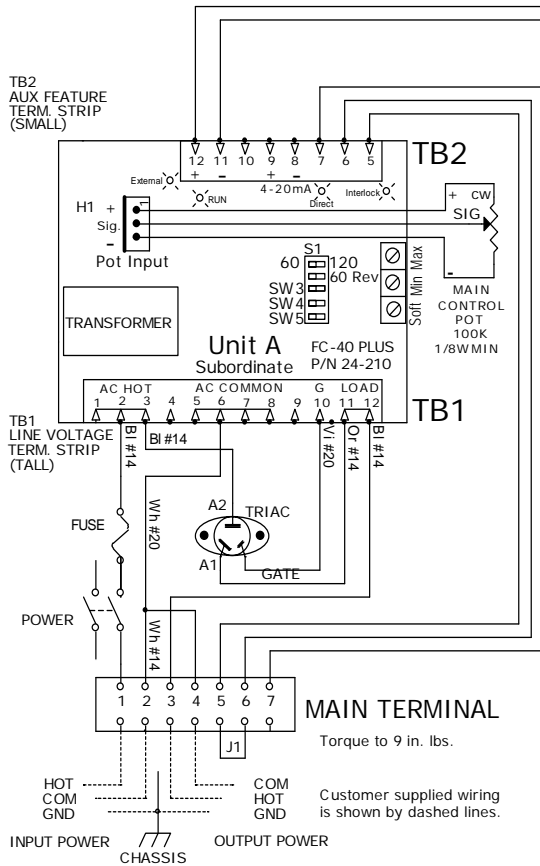 TB2
AUX FEATURE
TERM. STRIP
(SMALL)
12 11 10 9 8 7 6 5
+ - + -
TB2
4-20mA
External
RUN
Direct
Interlock
H1
1
+
Sig.
-
Pot Input
+ CW
SIG
-
MAIN
CONTROL
POT
100K
1/8W MIN
S1
60 120
60 Rev
SW3
SW4
SW5
Soft Min Max
TRANSFORMER
Unit A
Subordinate
FC-40 PLUS
P/N 24-210
AC HOT AC COMMON G LOAD
1 2 3 4 5 6 7 8 9 10 11 12
TB1
TB1
LINE VOLTAGE
TERM. STRIP
(TALL)
Bl #14
Bl #14
Vi #20
Or #14
Bl #14
Wh #20
A2
TRIAC
A1
GATE
FUSE
POWER
Wh #14
1 2 3 4 5 6 7
MAIN TERMINAL
J1
Torque to 9 in. lbs.
HOT
COM
GND
COM
HOT
GND
Customer supplied wiring
is shown by dashed lines.
INPUT POWER
OUTPUT POWER
CHASSIS